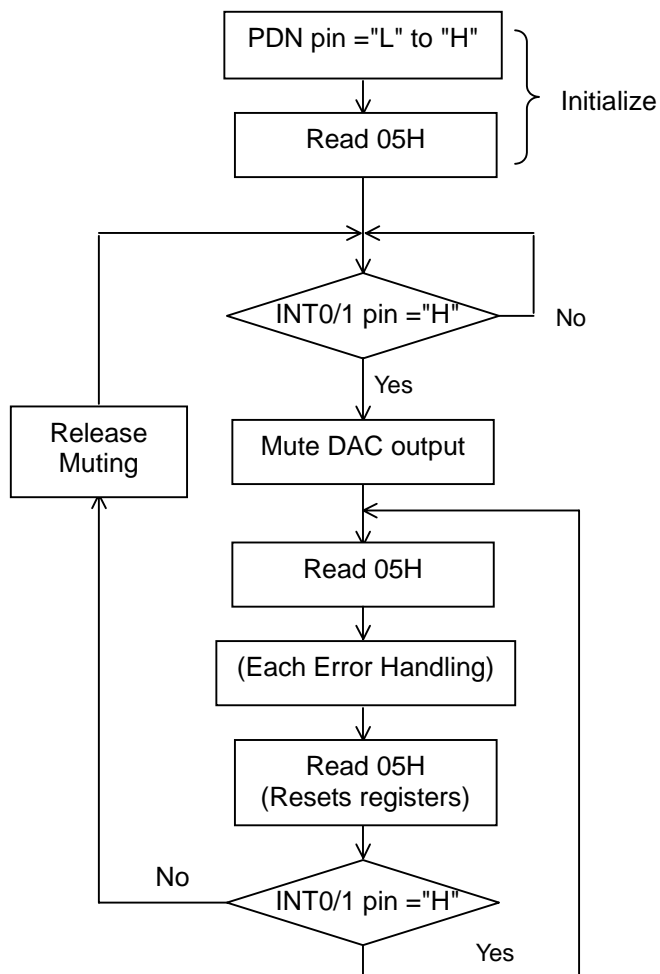 PDN pin ="L" to "H"
Initialize
Read 05H
INT0/1 pin ="H"
No
Yes
Release
Muting
Mute DAC output
Read 05H
(Each Error Handling)
Read 05H
(Resets registers)
No
INT0/1 pin ="H"
Yes